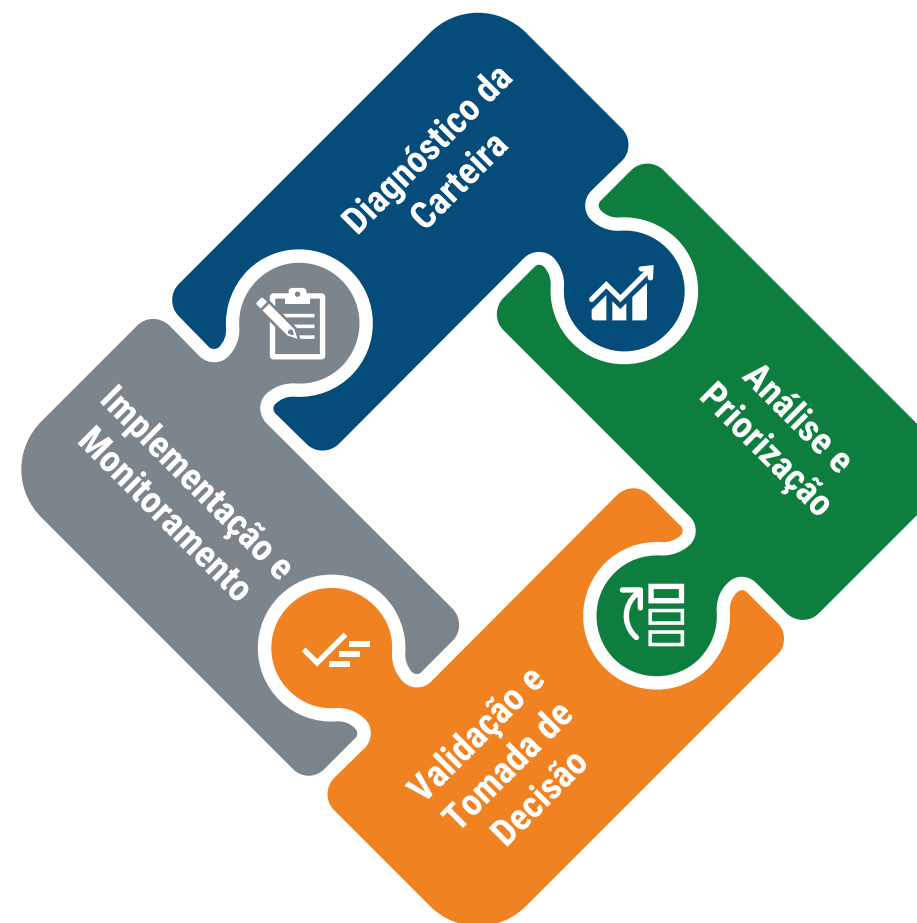 Diagnóstico da
Carteira
Análise e
Priorização
Validação e
Tomada de
Decisão
Implementação e
Monitoramento